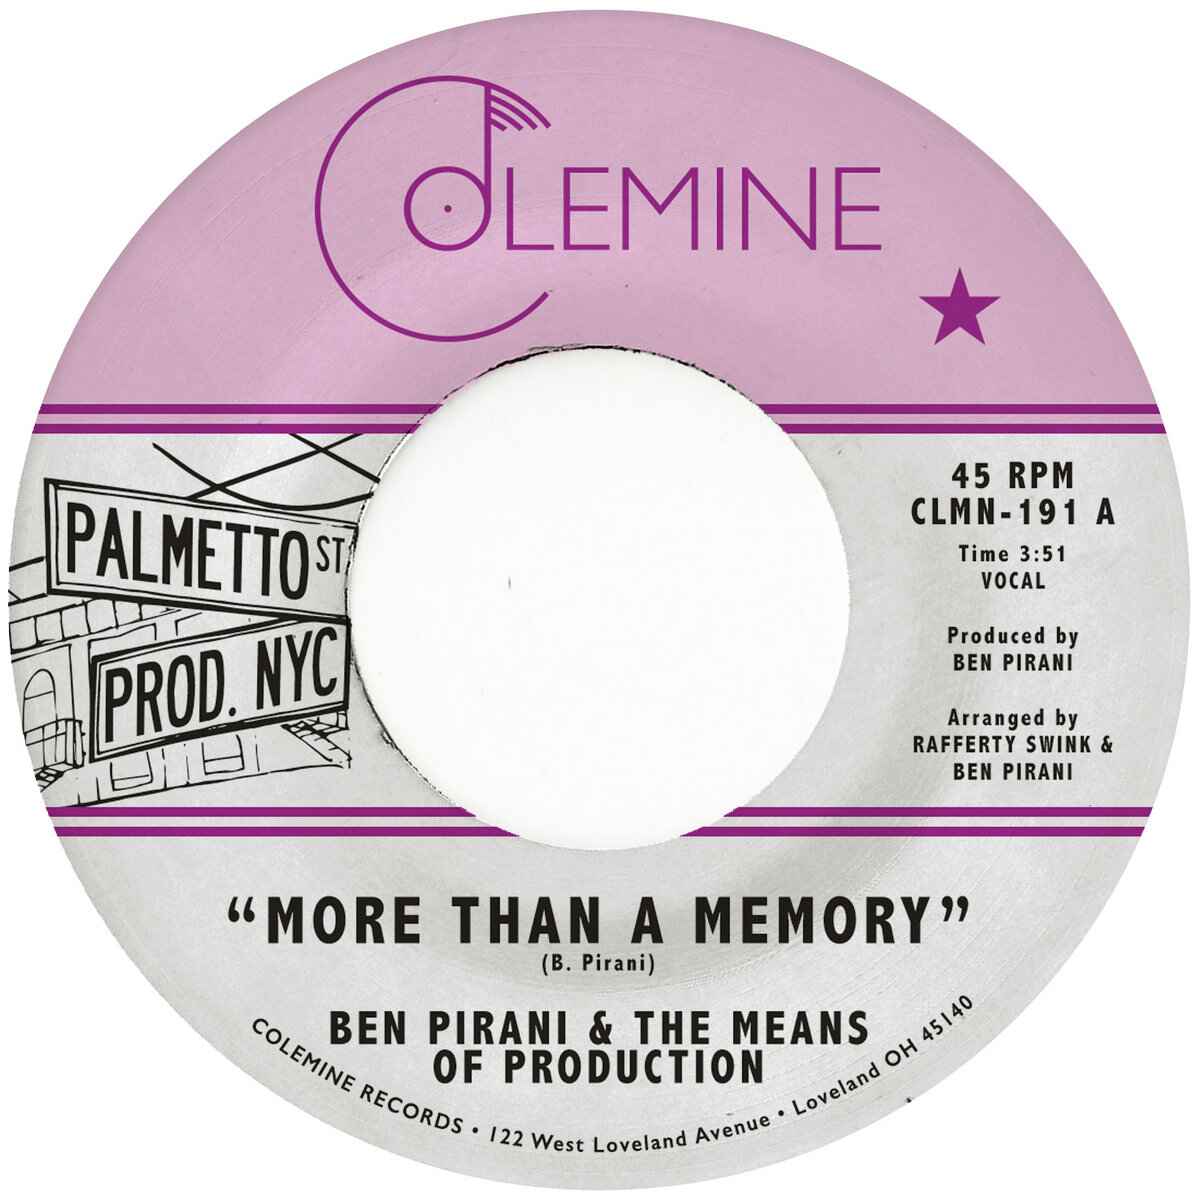 COLEMINE
PALMETTO ST
PROD. NYC
45 RPM
CLMN-191 A
Time 3:51
VOCAL
Produced by
BEN PIRANI
Arranged by
RAFFERTY SWINK &
BEN PIRANI
"MORE THAN A MEMORY"
(B. Pirani)
BEN PIRANI & THE MEANS
OF PRODUCTION
COLEMINE RECORDS • 122 West Loveland Avenue • Loveland OH 45140